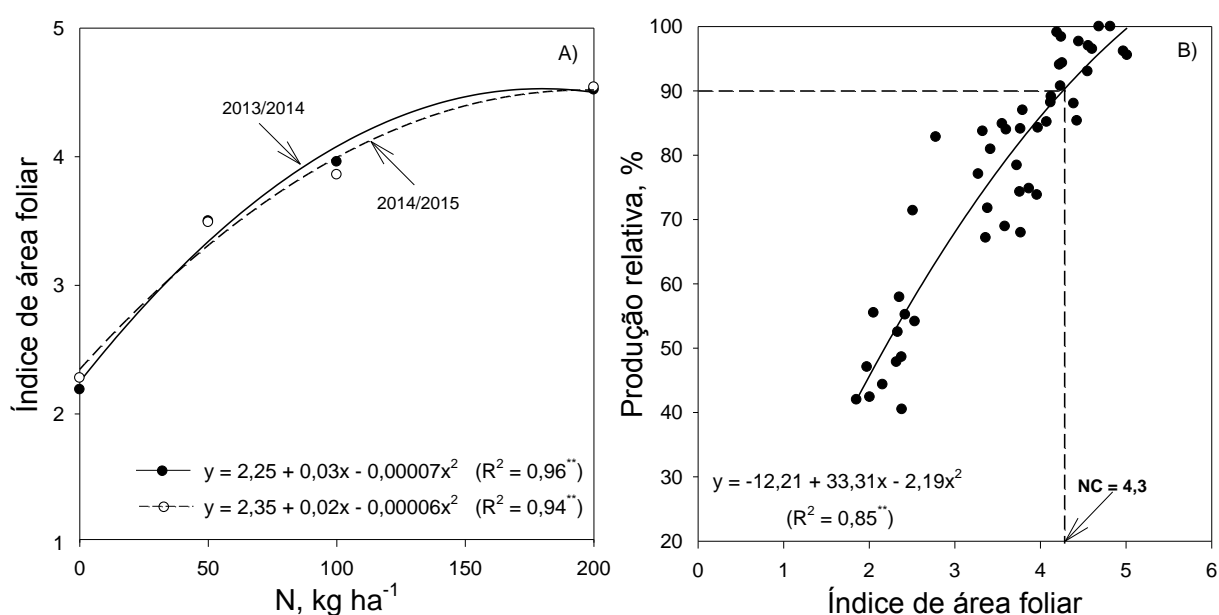 Índice de área foliar
5
4
3
2
1
A)
2013/2014
2014/2015
y = 2,25 + 0,03x - 0,00007x² (R² = 0,96**)
y = 2,35 + 0,02x - 0,00006x² (R² = 0,94**)
0 50 100 150 200
N, kg ha⁻¹
Produção relativa, %
100
90
80
70
60
50
40
30
20
B)
y = -12,21 + 33,31x - 2,19x²
(R² = 0,85**)
NC = 4,3
0 1 2 3 4 5 6
Índice de área foliar